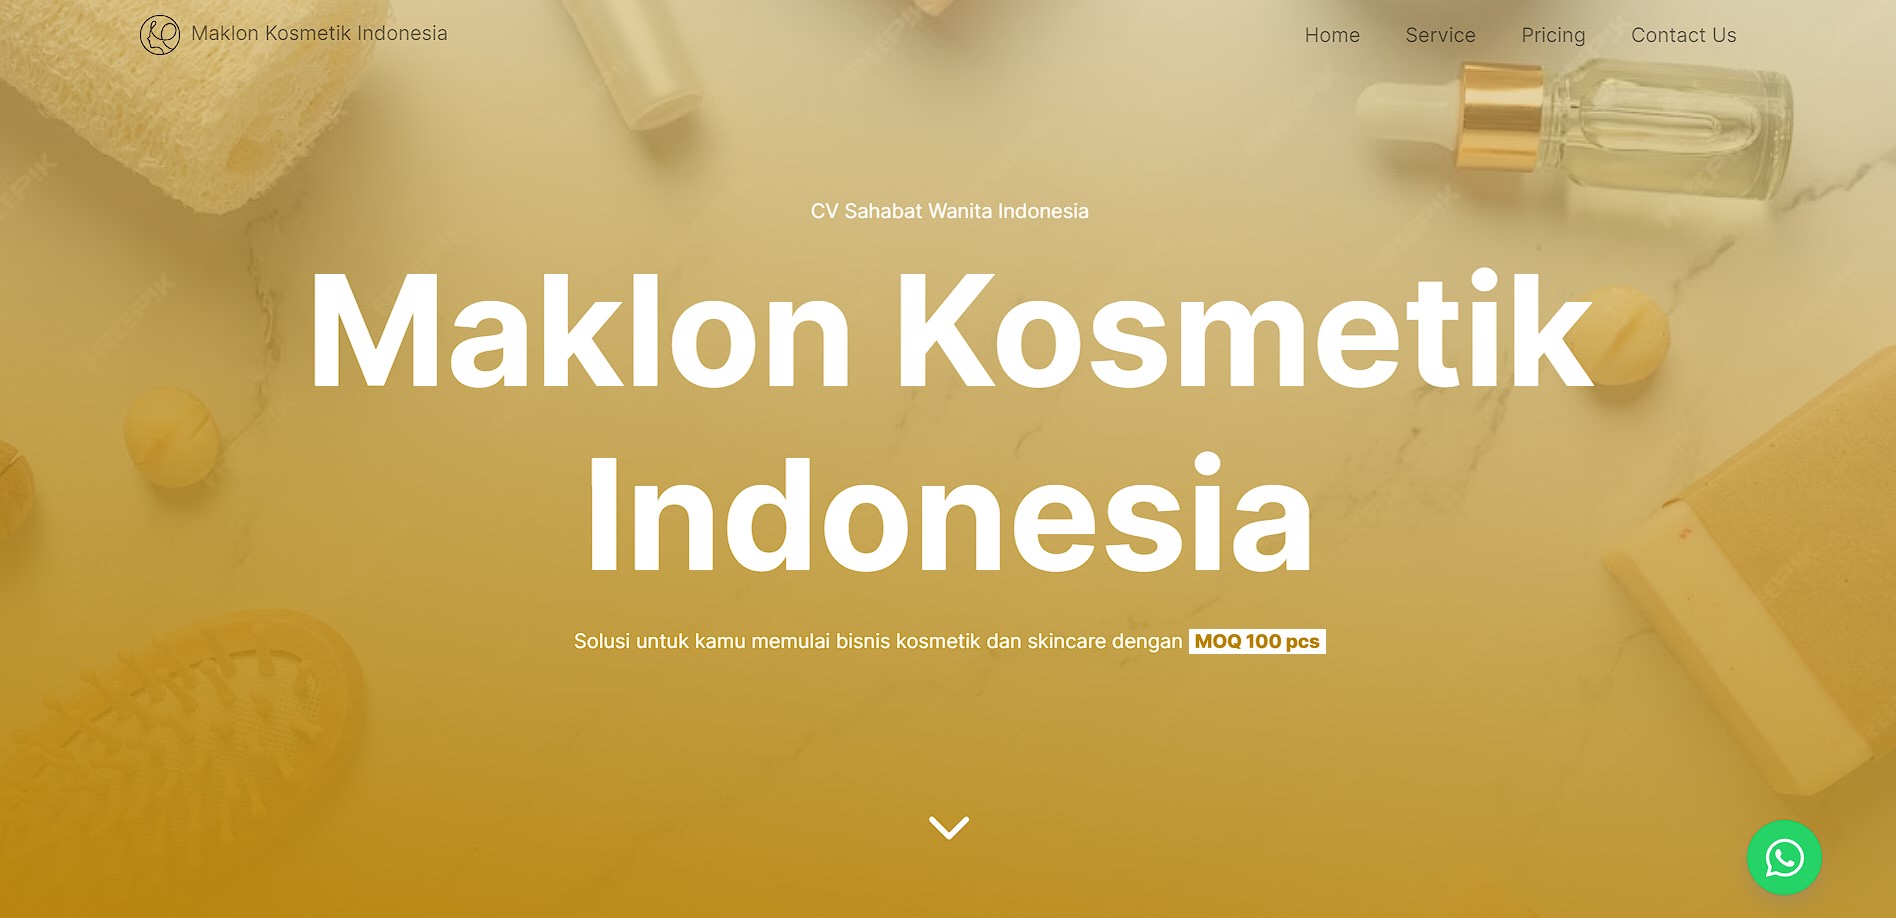 Maklon Kosmetik Indonesia
Home Service Pricing Contact Us
CV Sahabat Wanita Indonesia
Maklon Kosmetik
Indonesia
Solusi untuk kamu memulai bisnis kosmetik dan skincare dengan MOQ 100 pcs